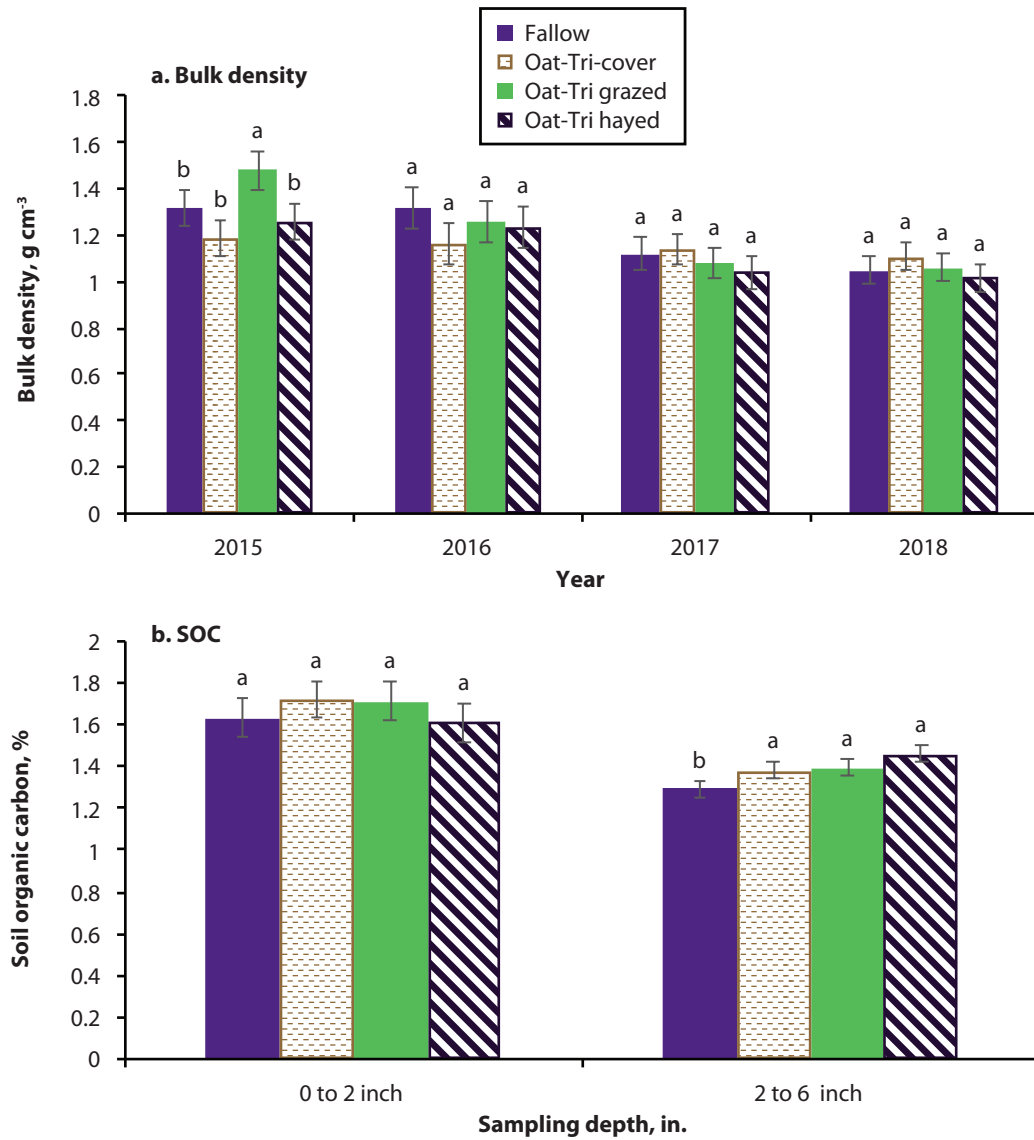 Fallow
Oat-Tri-cover
Oat-Tri grazed
Oat-Tri hayed
a. Bulk density
1.8
1.6
1.4
1.2
1
0.8
0.6
0.4
0.2
0
Bulk density, g cm⁻³
b b a b
a a a a
a a a a
a a a a
2015 2016 2017 2018
Year
b. SOC
2
1.8
1.6
1.4
1.2
1
0.8
0.6
0.4
0.2
0
Soil organic carbon, %
a a a a
b a a a
0 to 2 inch 2 to 6 inch
Sampling depth, in.